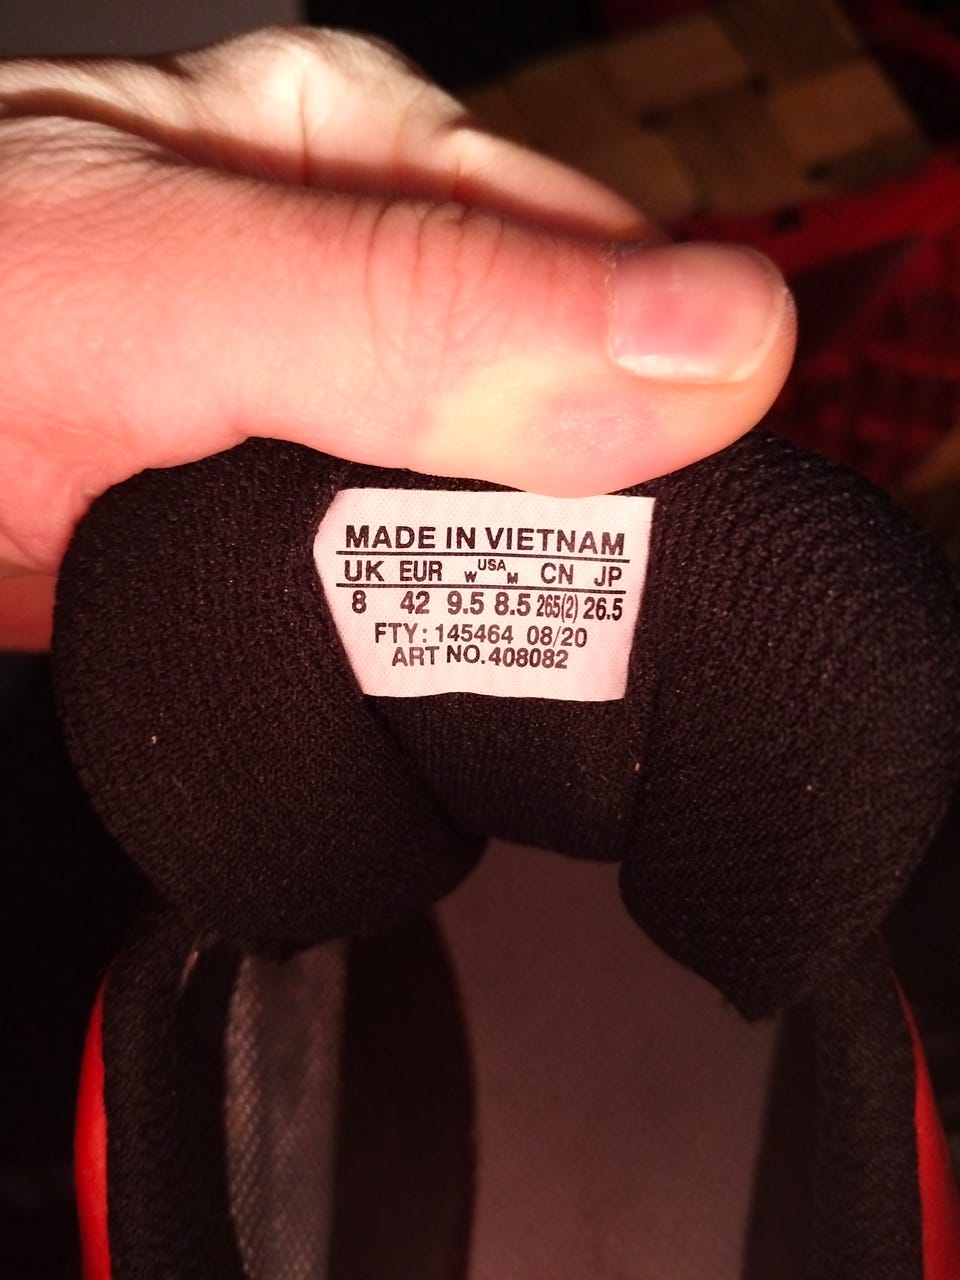 MADE IN VIETNAM
UK EUR W USA M CN JP
8 42 9.5 8.5 265(2) 26.5
FTY: 145464 08/20
ART NO. 408082